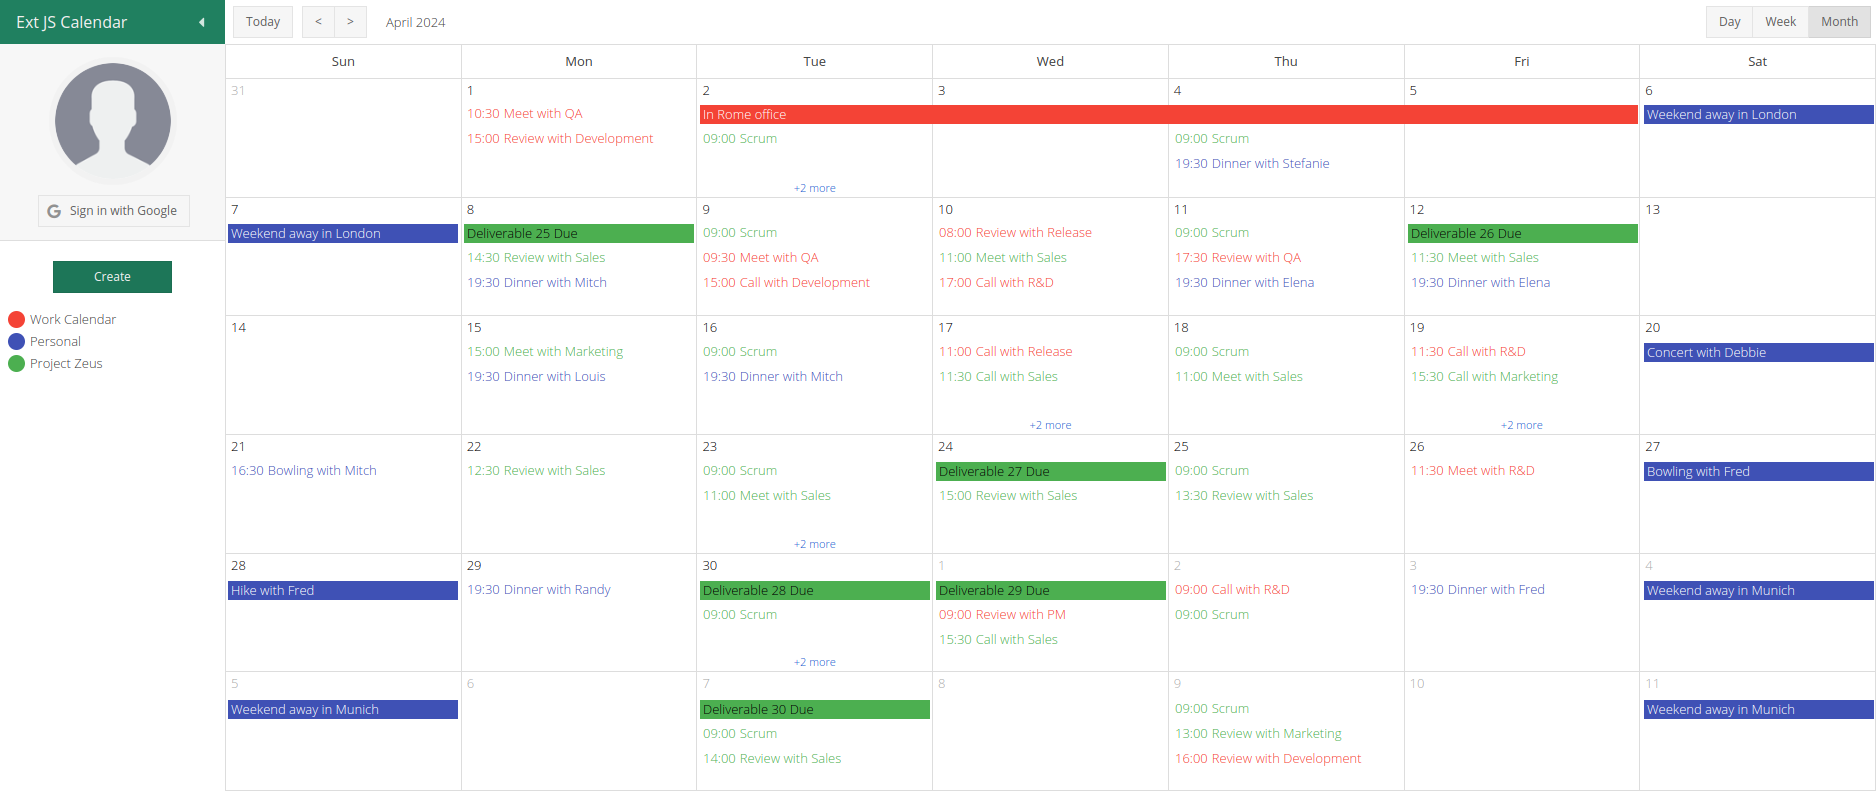 Ext JS Calendar
Today < > April 2024 Day Week Month
Sign in with Google
Create
Work Calendar
Personal
Project Zeus
Sun Mon Tue Wed Thu Fri Sat
31 1 2 3 4 5 6
10:30 Meet with QA In Rome office Weekend away in London
15:00 Review with Development 09:00 Scrum 09:00 Scrum
19:30 Dinner with Stefanie
+2 more
7 8 9 10 11 12 13
Weekend away in London Deliverable 25 Due 09:00 Scrum 08:00 Review with Release 09:00 Scrum Deliverable 26 Due
14:30 Review with Sales 09:30 Meet with QA 11:00 Meet with Sales 17:30 Review with QA 11:30 Meet with Sales
19:30 Dinner with Mitch 15:00 Call with Development 17:00 Call with R&D 19:30 Dinner with Elena 19:30 Dinner with Elena
14 15 16 17 18 19 20
15:00 Meet with Marketing 09:00 Scrum 11:00 Call with Release 09:00 Scrum 11:30 Call with R&D Concert with Debbie
19:30 Dinner with Louis 19:30 Dinner with Mitch 11:30 Call with Sales 11:00 Meet with Sales 15:30 Call with Marketing
+2 more +2 more
21 22 23 24 25 26 27
16:30 Bowling with Mitch 12:30 Review with Sales 09:00 Scrum Deliverable 27 Due 09:00 Scrum 11:30 Meet with R&D Bowling with Fred
11:00 Meet with Sales 15:00 Review with Sales 13:30 Review with Sales
+2 more
28 29 30 1 2 3 4
Hike with Fred 19:30 Dinner with Randy Deliverable 28 Due Deliverable 29 Due 09:00 Call with R&D 19:30 Dinner with Fred Weekend away in Munich
09:00 Scrum 09:00 Review with PM 09:00 Scrum
15:30 Call with Sales
+2 more
5 6 7 8 9 10 11
Weekend away in Munich Deliverable 30 Due 09:00 Scrum Weekend away in Munich
09:00 Scrum 13:00 Review with Marketing
14:00 Review with Sales 16:00 Review with Development